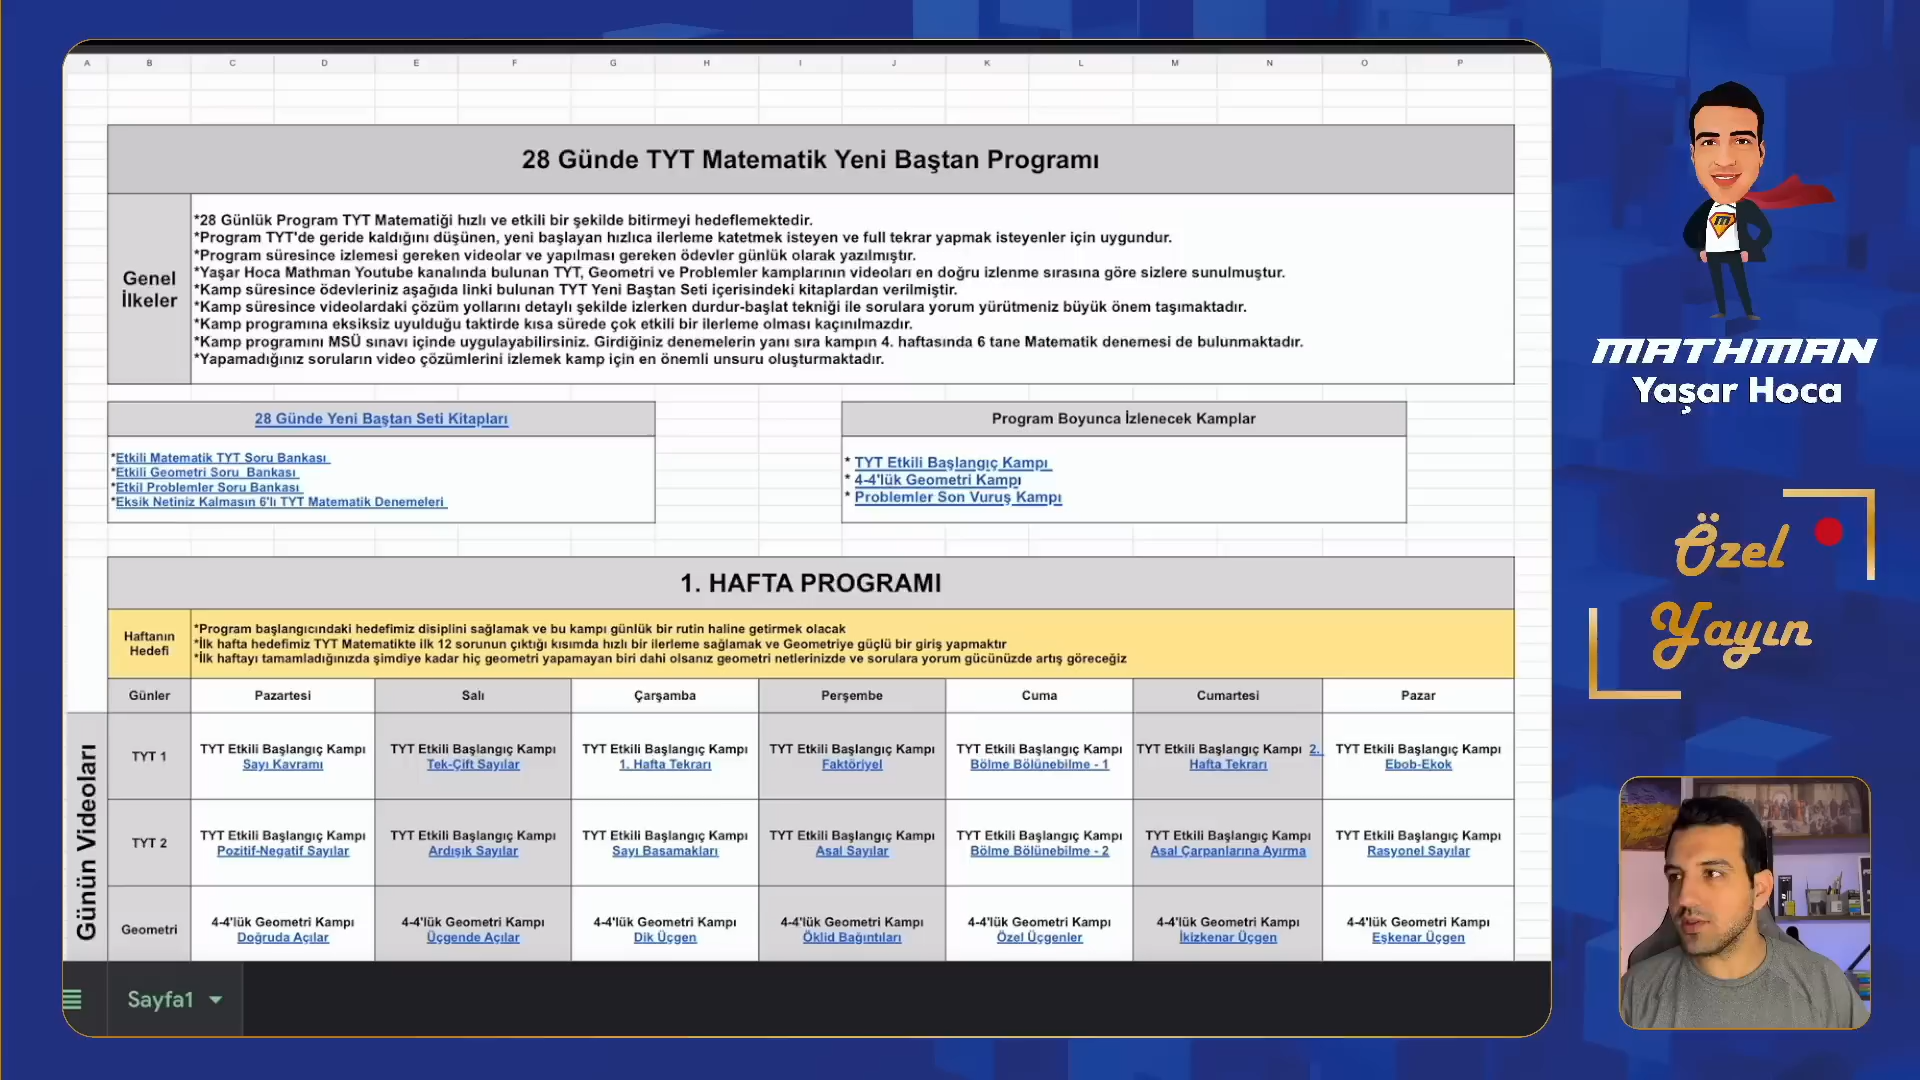 A B C D E F G H I J K L M N O P
28 Günde TYT Matematik Yeni Baştan Programı
Genel İlkeler
*28 Günlük Program TYT Matematiği hızlı ve etkili bir şekilde bitirmeyi hedeflemektedir.
*Program TYT'de geride kaldığını düşünen, yeni başlayan hızlıca ilerleme katetmek isteyen ve full tekrar yapmak isteyenler için uygundur.
*Program süresince izlemesi gereken videolar ve yapılması gereken ödevler günlük olarak yazılmıştır.
*Yaşar Hoca Mathman Youtube kanalında bulunan TYT, Geometri ve Problemler kamplarının videoları en doğru izlenme sırasına göre sizlere sunulmuştur.
*Kamp süresince ödevleriniz aşağıda linki bulunan TYT Yeni Baştan Seti içerisindeki kitaplardan verilmiştir.
*Kamp süresince videolardaki çözüm yollarını detaylı şekilde izlerken durdur-başlat tekniği ile sorulara yorum yürütmeniz büyük önem taşımaktadır.
*Kamp programına eksiksiz uyulduğu taktirde kısa sürede çok etkili bir ilerleme olması kaçınılmazdır.
*Kamp programını MSÜ sınavı içinde uygulayabilirsiniz. Girdiğiniz denemelerin yanı sıra kampın 4. haftasında 6 tane Matematik denemesi de bulunmaktadır.
*Yapamadığınız soruların video çözümlerini izlemek kamp için en önemli unsuru oluşturmaktadır.
28 Günde Yeni Baştan Seti Kitapları
*Etkili Matematik TYT Soru Bankası
*Etkili Geometri Soru Bankası
*Etkil Problemler Soru Bankası
*Eksik Netiniz Kalmasın 6'lı TYT Matematik Denemeleri
Program Boyunca İzlenecek Kamplar
* TYT Etkili Başlangıç Kampı
* 4-4'lük Geometri Kampı
* Problemler Son Vuruş Kampı
1. HAFTA PROGRAMI
Haftanın Hedefi
*Program başlangıcındaki hedefimiz disiplini sağlamak ve bu kampı günlük bir rutin haline getirmek olacak
*İlk hafta hedefimiz TYT Matematikte ilk 12 sorunun çıktığı kısımda hızlı bir ilerleme sağlamak ve Geometriye güçlü bir giriş yapmaktır
*İlk haftayı tamamladığınızda şimdiye kadar hiç geometri yapamayan biri dahi olsanız geometri netlerinizde ve sorulara yorum gücünüzde artış göreceğiz
Günler Pazartesi Salı Çarşamba Perşembe Cuma Cumartesi Pazar
Günün Videoları
TYT 1
TYT Etkili Başlangıç Kampı Sayı Kavramı
TYT Etkili Başlangıç Kampı Tek-Çift Sayılar
TYT Etkili Başlangıç Kampı 1. Hafta Tekrarı
TYT Etkili Başlangıç Kampı Faktöriyel
TYT Etkili Başlangıç Kampı Bölme Bölünebilme - 1
TYT Etkili Başlangıç Kampı 2. Hafta Tekrarı
TYT Etkili Başlangıç Kampı Ebob-Ekok
TYT 2
TYT Etkili Başlangıç Kampı Pozitif-Negatif Sayılar
TYT Etkili Başlangıç Kampı Ardışık Sayılar
TYT Etkili Başlangıç Kampı Sayı Basamakları
TYT Etkili Başlangıç Kampı Asal Sayılar
TYT Etkili Başlangıç Kampı Bölme Bölünebilme - 2
TYT Etkili Başlangıç Kampı Asal Çarpanlarına Ayırma
TYT Etkili Başlangıç Kampı Rasyonel Sayılar
Geometri
4-4'lük Geometri Kampı Doğruda Açılar
4-4'lük Geometri Kampı Üçgende Açılar
4-4'lük Geometri Kampı Dik Üçgen
4-4'lük Geometri Kampı Öklid Bağıntıları
4-4'lük Geometri Kampı Özel Üçgenler
4-4'lük Geometri Kampı İkizkenar Üçgen
4-4'lük Geometri Kampı Eşkenar Üçgen
Sayfa1
MATHMAN
Yaşar Hoca
Özel
Yayın